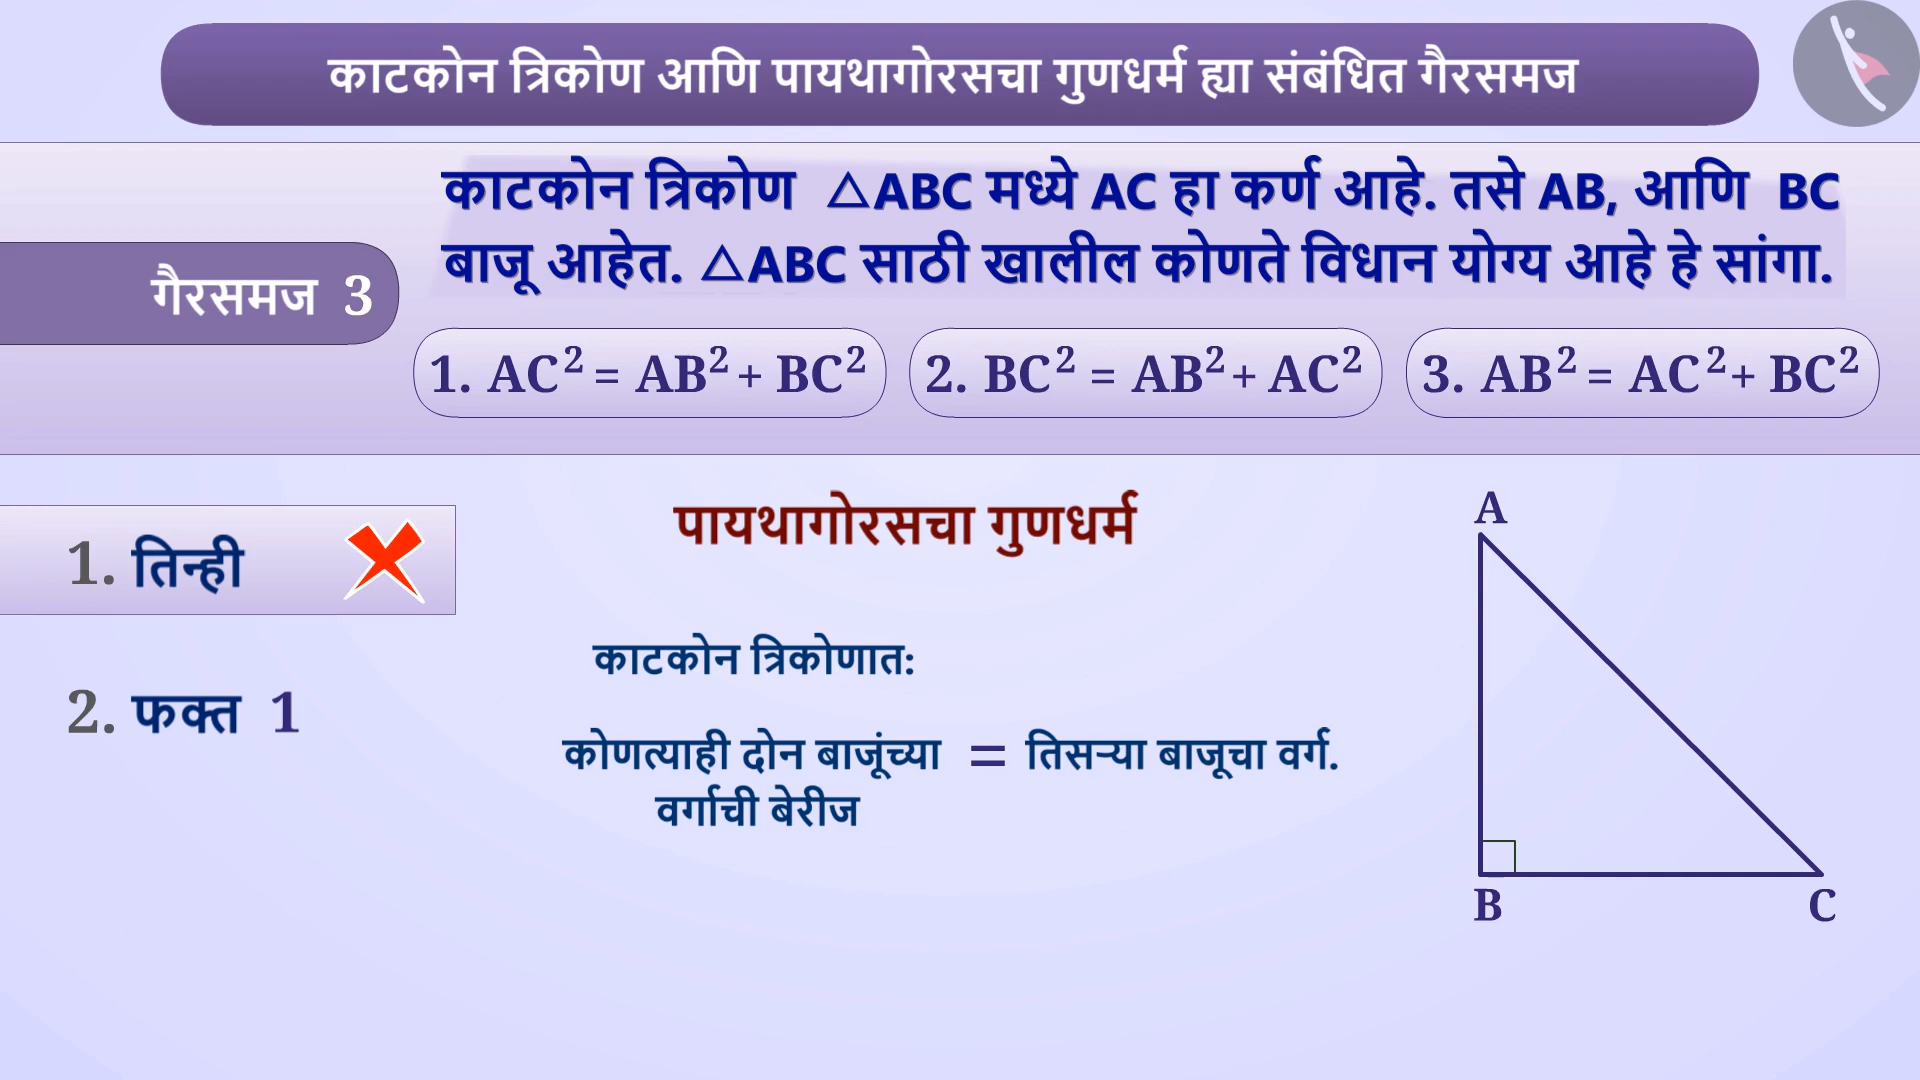 काटकोन त्रिकोण आणि पायथागोरसचा गुणधर्म ह्या संबंधित गैरसमज
काटकोन त्रिकोण △ABC मध्ये AC हा कर्ण आहे. तसे AB, आणि BC
बाजू आहेत. △ABC साठी खालील कोणते विधान योग्य आहे हे सांगा.
गैरसमज 3
1. AC² = AB² + BC²
2. BC² = AB² + AC²
3. AB² = AC² + BC²
1. तिन्ही
2. फक्त 1
पायथागोरसचा गुणधर्म
काटकोन त्रिकोणात:
कोणत्याही दोन बाजूंच्या = तिसऱ्या बाजूचा वर्ग.
वर्गाची बेरीज
A
B
C